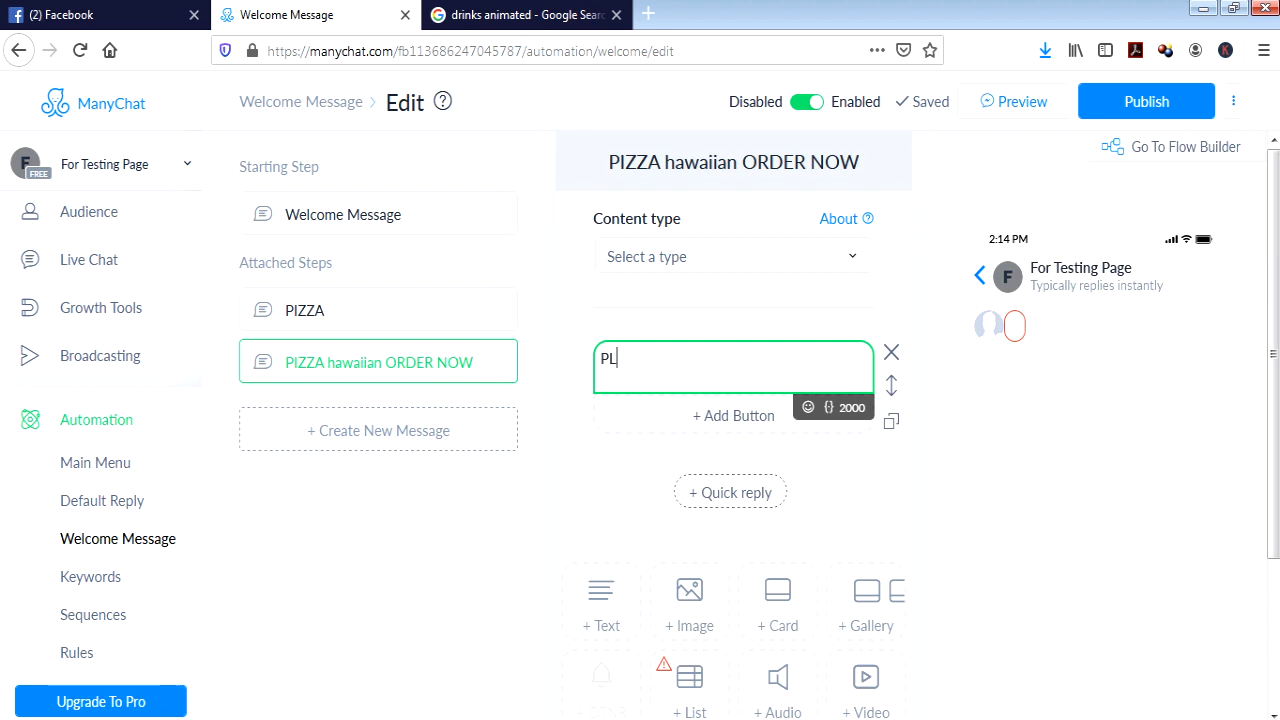 (2) Facebook
Welcome Message
drinks animated - Google Searc
https://manychat.com/fb113686247045787/automation/welcome/edit
K
ManyChat
Welcome Message
Edit
Disabled
Enabled
Saved
Preview
Publish
F
FREE
For Testing Page
Audience
Live Chat
Growth Tools
Broadcasting
Automation
Main Menu
Default Reply
Welcome Message
Keywords
Sequences
Rules
Upgrade To Pro
Starting Step
Welcome Message
Attached Steps
PIZZA
PIZZA hawaiian ORDER NOW
+ Create New Message
PIZZA hawaiian ORDER NOW
Content type
About
Select a type
PL
{} 2000
+ Add Button
+ Quick reply
+ Text
+ Image
+ Card
+ Gallery
+ List
+ Audio
+ Video
Go To Flow Builder
2:14 PM
F
For Testing Page
Typically replies instantly